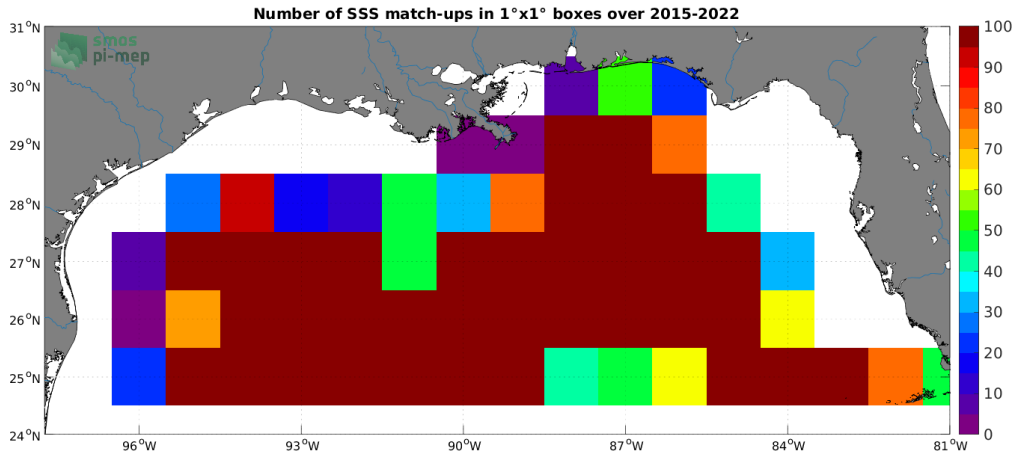 Number of SSS match-ups in 1°x1° boxes over 2015-2022
smos
pi-mep
31°N
30°N
29°N
28°N
27°N
26°N
25°N
24°N
96°W
93°W
90°W
87°W
84°W
81°W
100
90
80
70
60
50
40
30
20
10
0